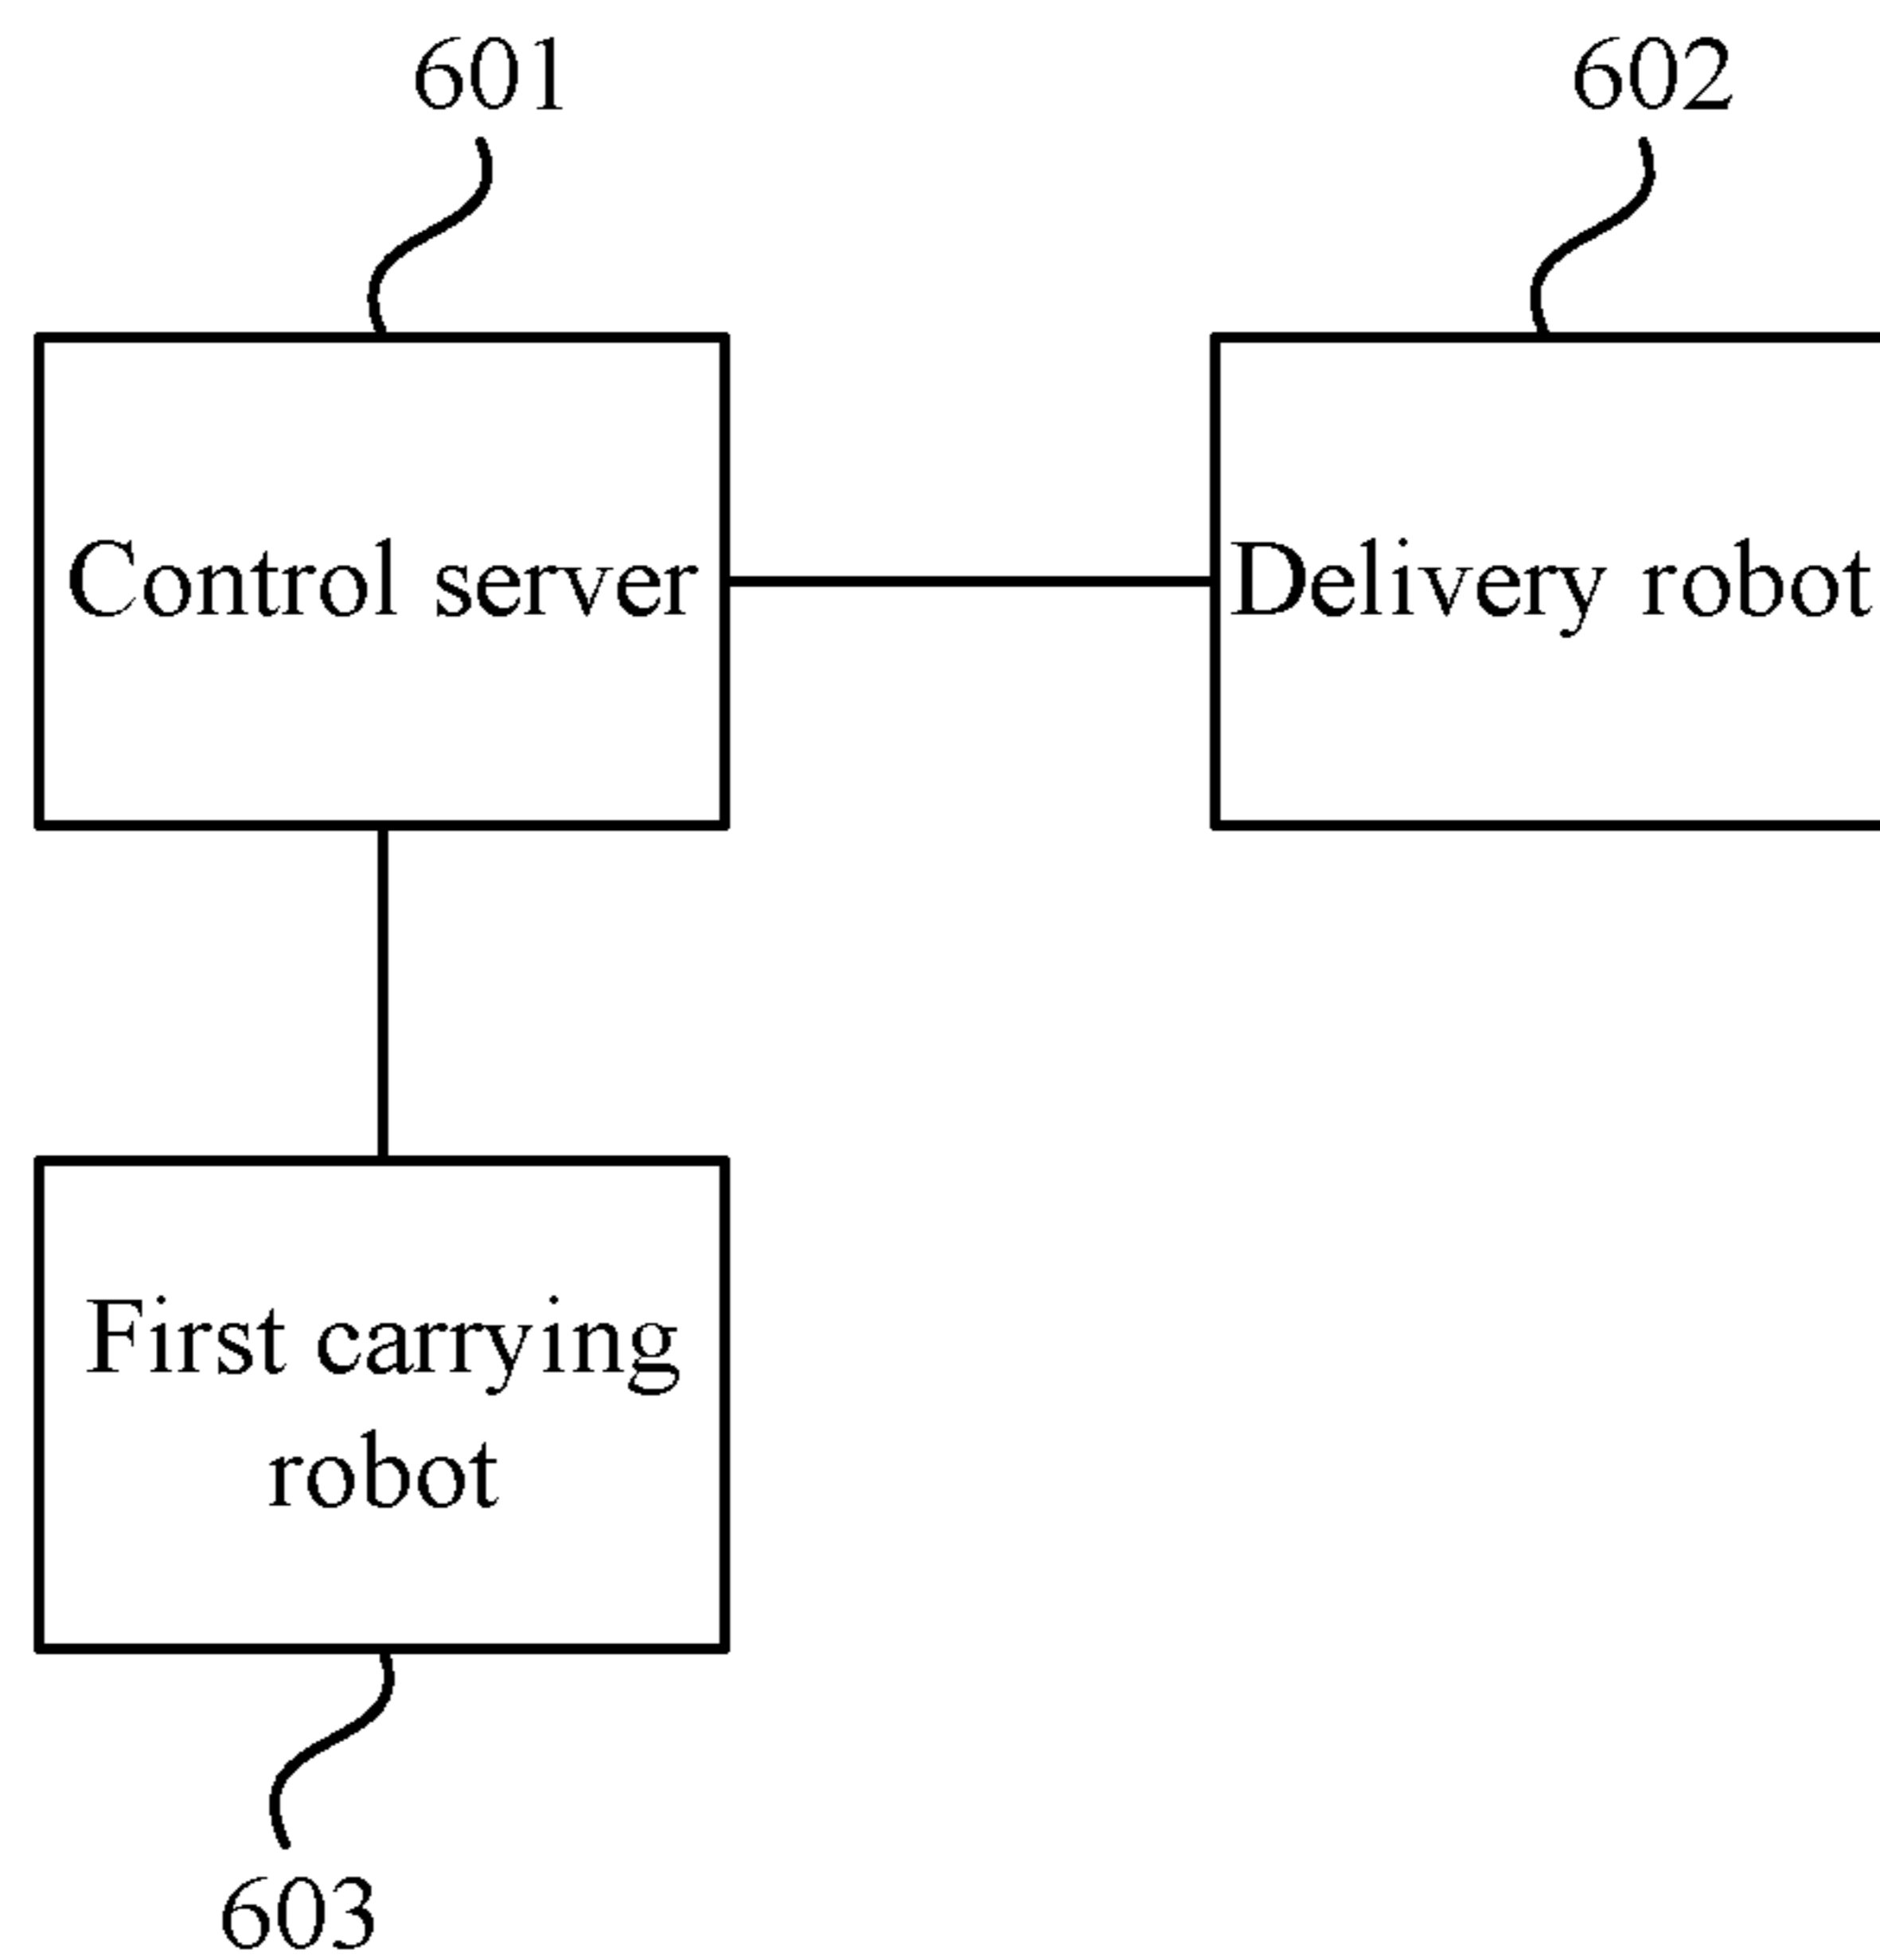 601
602
Control server
Delivery robot
First carrying
robot
603